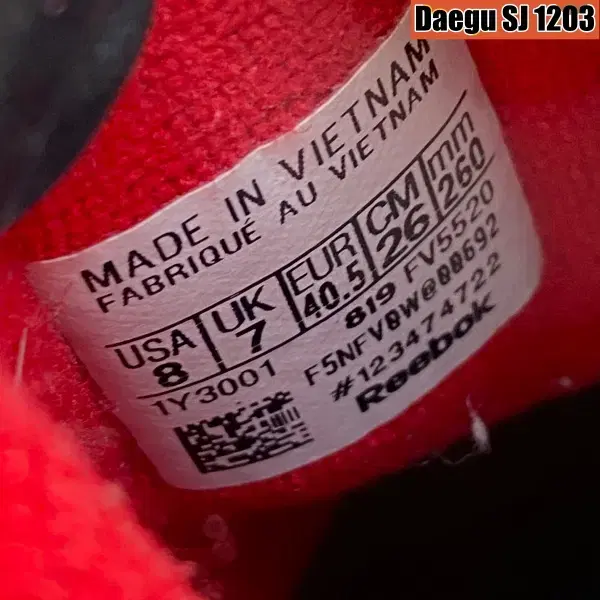 Daegu SJ 1203
MADE IN VIETNAM
FABRIQUÉ AU VIETNAM
USA UK EUR CM mm
8 7 40.5 26 260
1Y3001 819 FV5520
F5NFV8W@00692
#123474722
Reebok